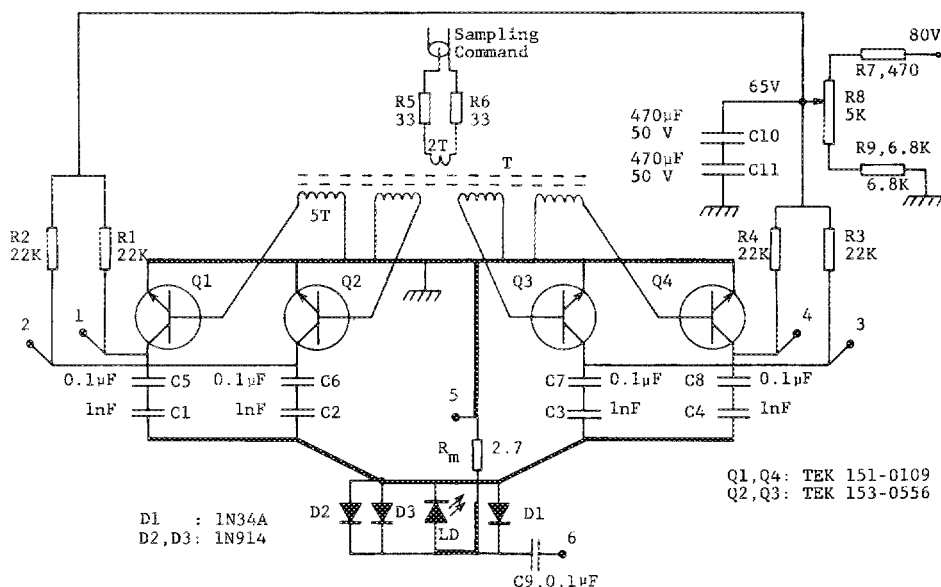 Sampling
Command
80V
R7,470
65V
R5
33
R6
33
R8
5K
470µF
50 V
C10
2T
470µF
50 V
C11
R9,6.8K
6.8K
T
5T
R2
22K
R1
22K
R4
22K
R3
22K
Q1
Q2
Q3
Q4
2
1
4
3
0.1µF
C5
0.1µF
C6
C7
0.1µF
C8
0.1µF
1nF
C1
1nF
C2
5
C3
1nF
C4
1nF
Rm
2.7
Q1,Q4: TEK 151-0109
Q2,Q3: TEK 153-0556
D1 : 1N34A
D2,D3: 1N914
D2
D3
LD
D1
6
C9,0.1µF